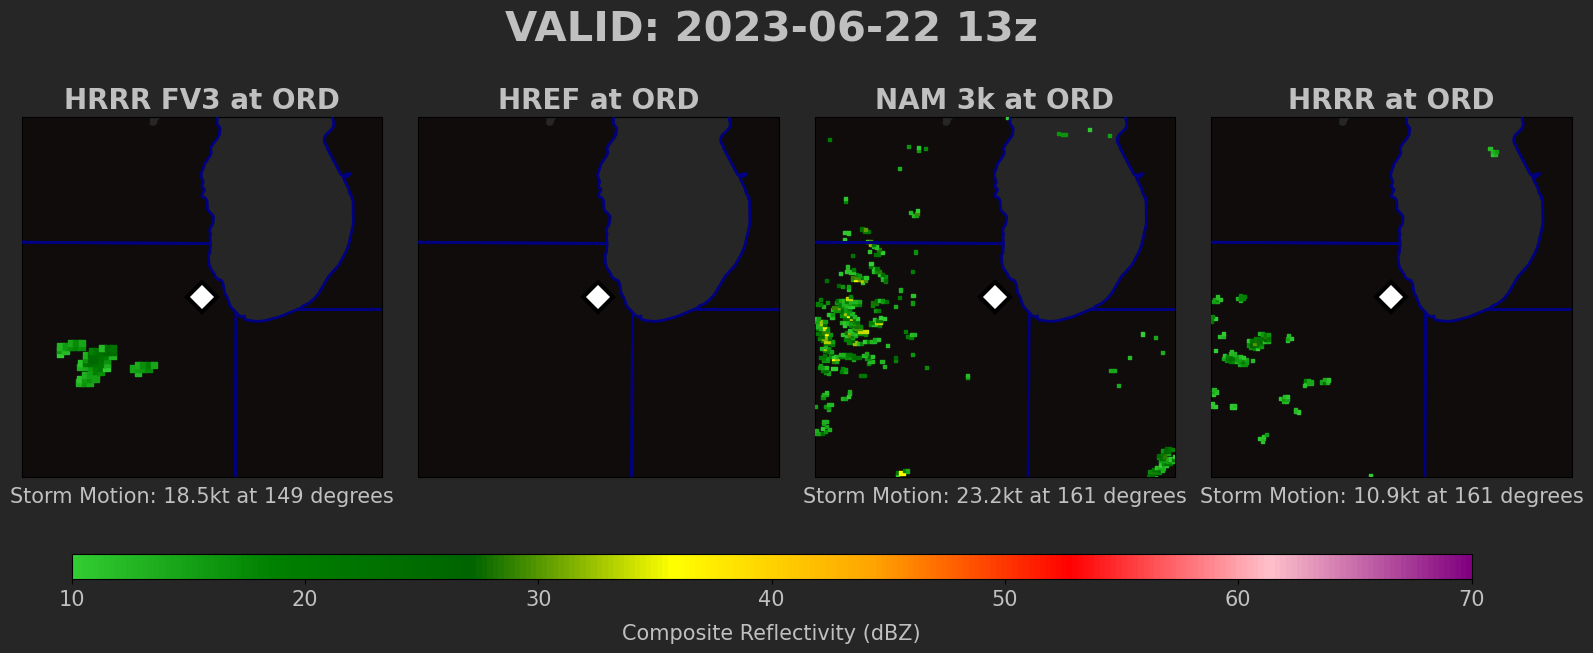 VALID: 2023-06-22 13z
HRRR FV3 at ORD
HREF at ORD
NAM 3k at ORD
HRRR at ORD
Storm Motion: 18.5kt at 149 degrees
Storm Motion: 23.2kt at 161 degrees
Storm Motion: 10.9kt at 161 degrees
10 20 30 40 50 60 70
Composite Reflectivity (dBZ)